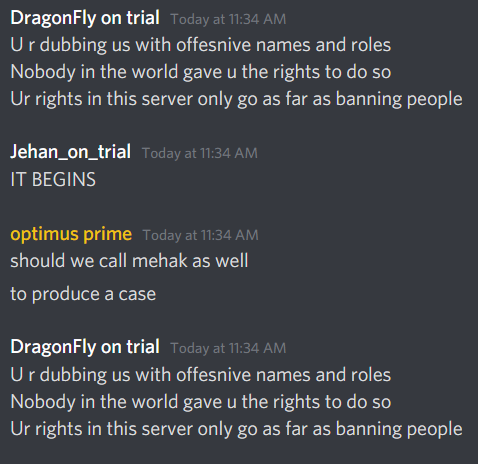 DragonFly on trial Today at 11:34 AM
U r dubbing us with offesnive names and roles
Nobody in the world gave u the rights to do so
Ur rights in this server only go as far as banning people
Jehan_on_trial Today at 11:34 AM
IT BEGINS
optimus prime Today at 11:34 AM
should we call mehak as well
to produce a case
DragonFly on trial Today at 11:34 AM
U r dubbing us with offesnive names and roles
Nobody in the world gave u the rights to do so
Ur rights in this server only go as far as banning people